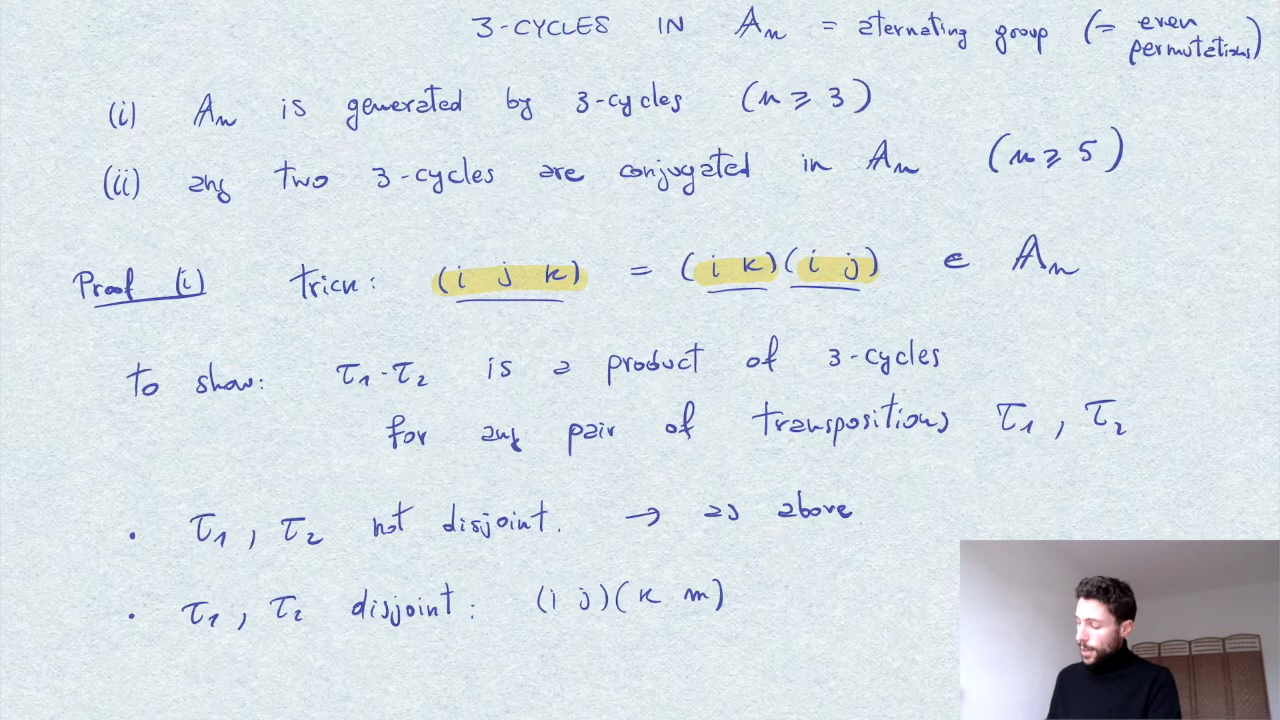 3-CYCLES IN An = aternating group (= even permutations)
(i) An is generated by 3-cycles (n ⩾ 3)
(ii) any two 3-cycles are conjugated in An (n ⩾ 5)
Proof (i) trick: (i j k) = (i k)(i j) ∈ An
to show: τ1·τ2 is a product of 3-cycles
for any pair of transpositions τ1, τ2
• τ1, τ2 not disjoint. → as above
• τ1, τ2 disjoint: (i j)(k m)